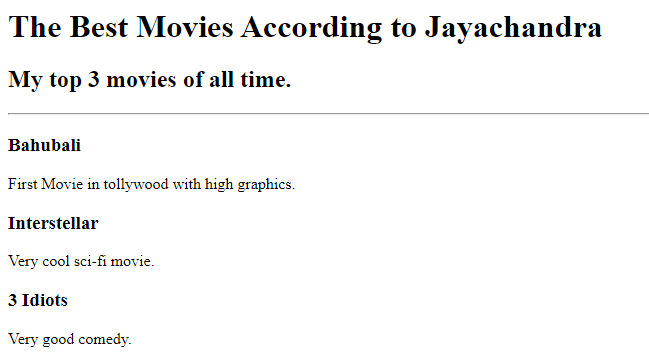 The Best Movies According to Jayachandra
My top 3 movies of all time.
Bahubali
First Movie in tollywood with high graphics.
Interstellar
Very cool sci-fi movie.
3 Idiots
Very good comedy.